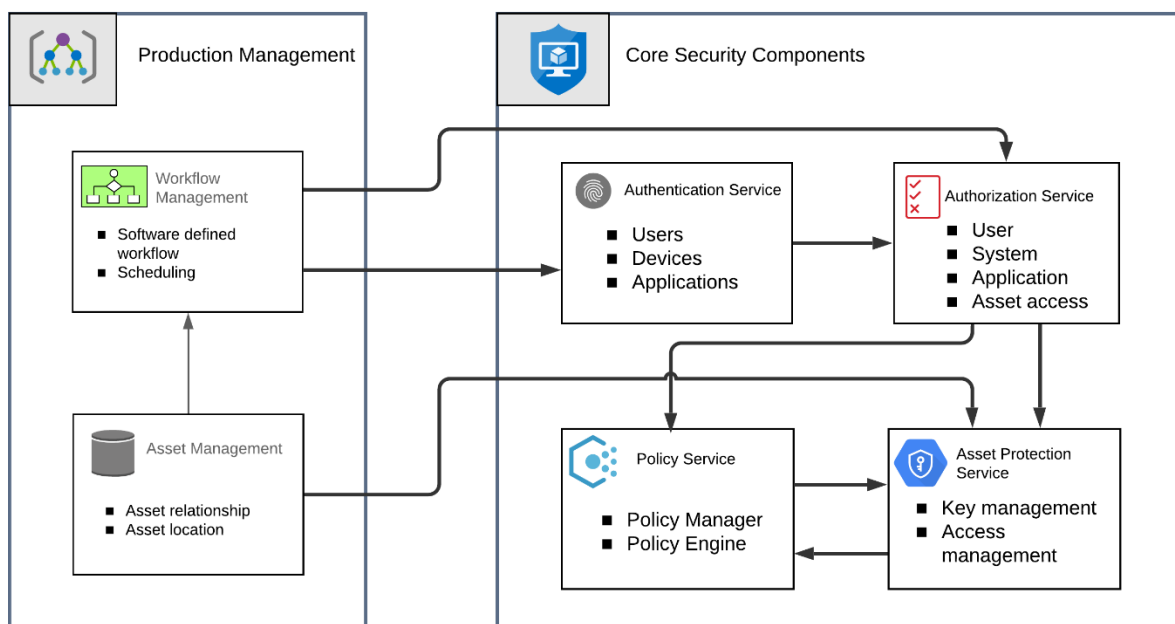 Production Management
Core Security Components
Workflow
Management
Software defined
workflow
Scheduling
Authentication Service
Users
Devices
Applications
Authorization Service
User
System
Application
Asset access
Asset Management
Asset relationship
Asset location
Policy Service
Policy Manager
Policy Engine
Asset Protection
Service
Key management
Access
management